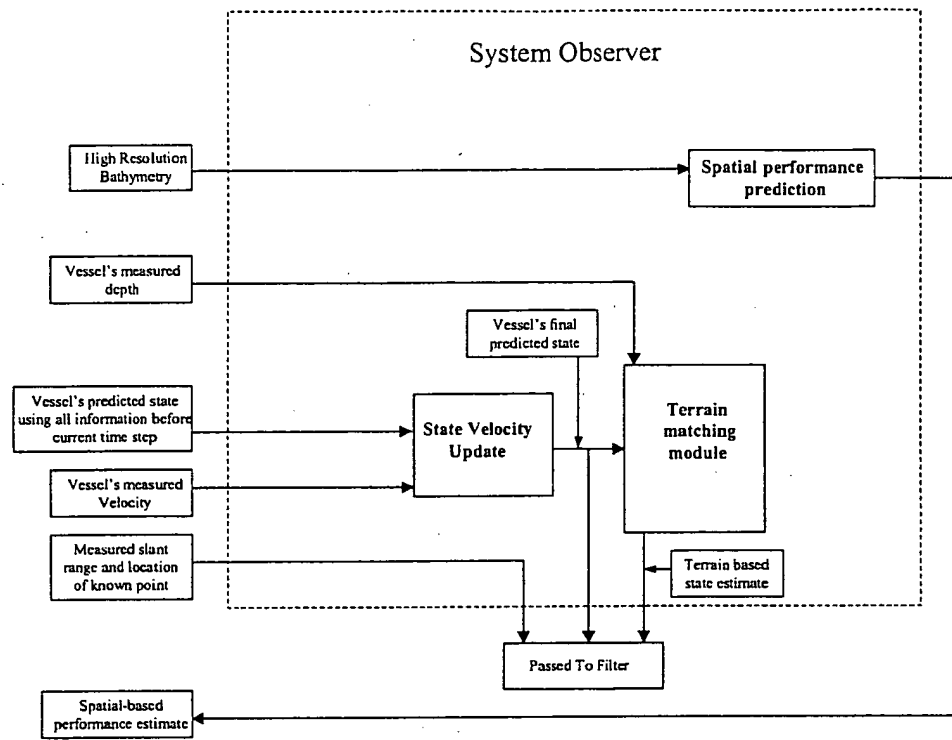 System Observer
High Resolution
Bathymetry
Spatial performance
prediction
Vessel's measured
depth
Vessel's final
predicted state
Vessel's predicted state
using all information before
current time step
State Velocity
Update
Terrain
matching
module
Vessel's measured
Velocity
Measured slant
range and location
of known point
Terrain based
state estimate
Passed To Filter
Spatial-based
performance estimate